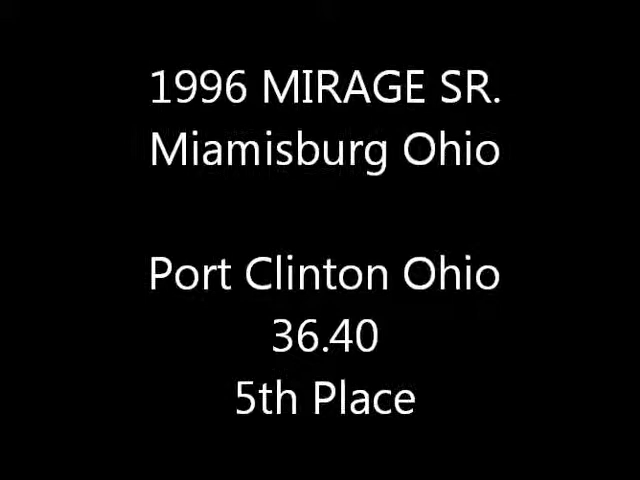 1996 MIRAGE SR.
Miamisburg Ohio
Port Clinton Ohio
36.40
5th Place